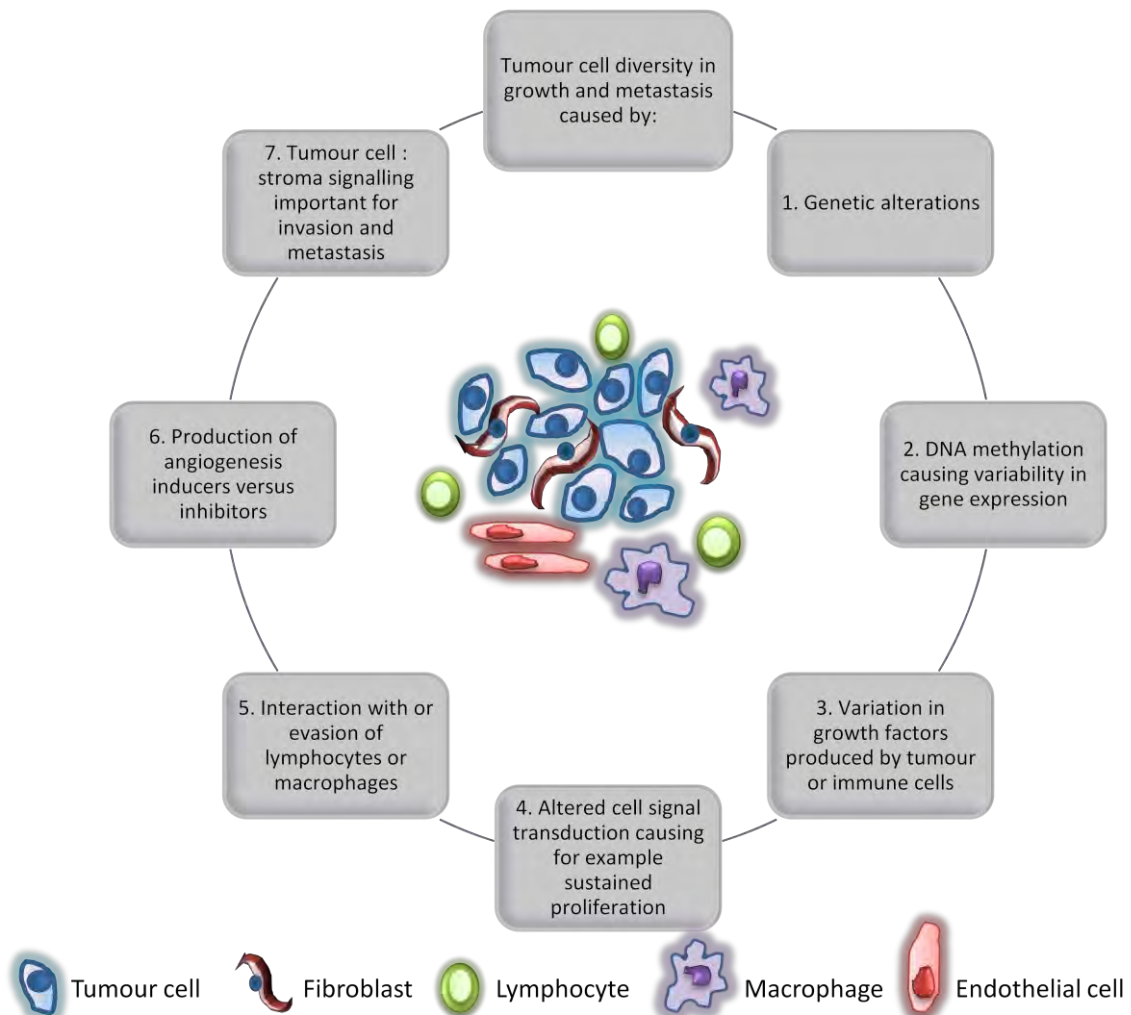 Tumour cell diversity in
growth and metastasis
caused by:
1. Genetic alterations
2. DNA methylation
causing variability in
gene expression
3. Variation in
growth factors
produced by tumour
or immune cells
4. Altered cell signal
transduction causing
for example
sustained
proliferation
5. Interaction with or
evasion of
lymphocytes or
macrophages
6. Production of
angiogenesis
inducers versus
inhibitors
7. Tumour cell :
stroma signalling
important for
invasion and
metastasis
Tumour cell
Fibroblast
Lymphocyte
Macrophage
Endothelial cell